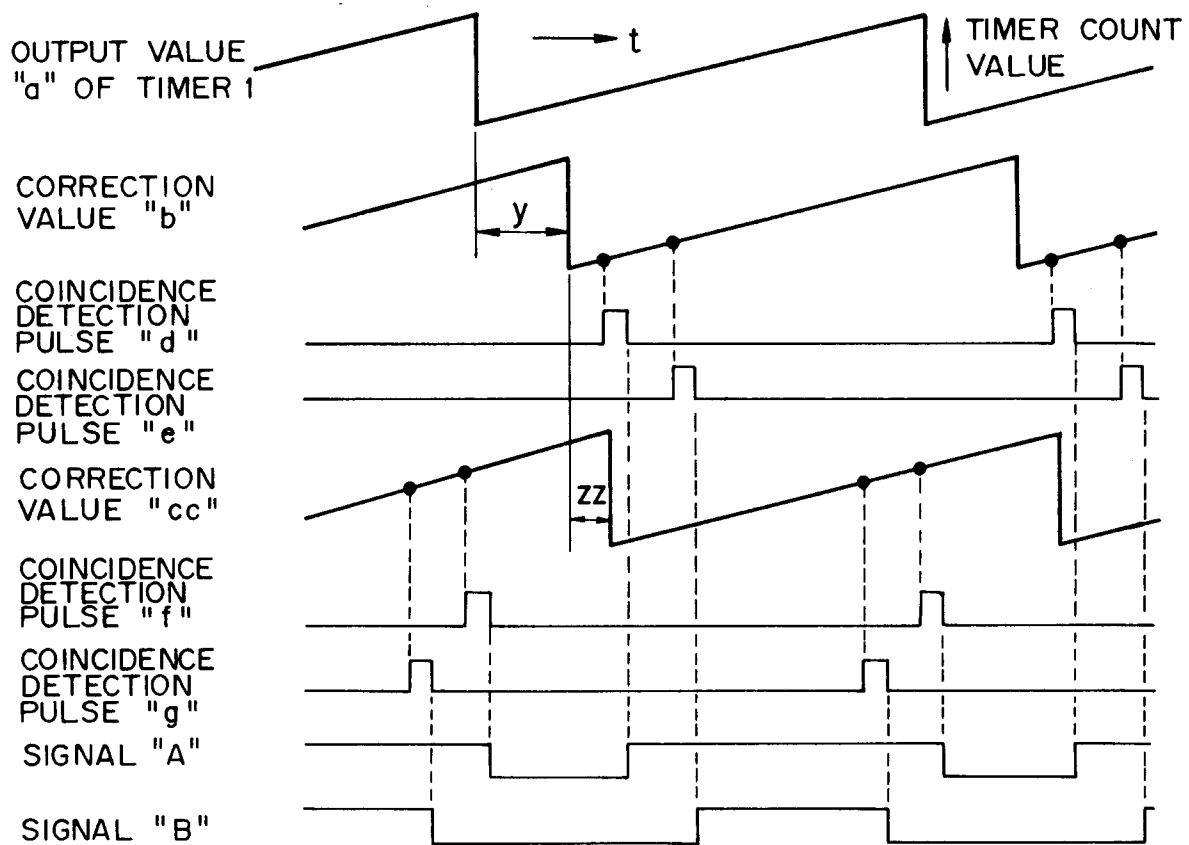 OUTPUT VALUE
"a" OF TIMER 1
t
TIMER COUNT
VALUE
CORRECTION
VALUE "b"
y
COINCIDENCE
DETECTION
PULSE "d"
COINCIDENCE
DETECTION
PULSE "e"
CORRECTION
VALUE "cc"
zz
COINCIDENCE
DETECTION
PULSE "f"
COINCIDENCE
DETECTION
PULSE "g"
SIGNAL "A"
SIGNAL "B"